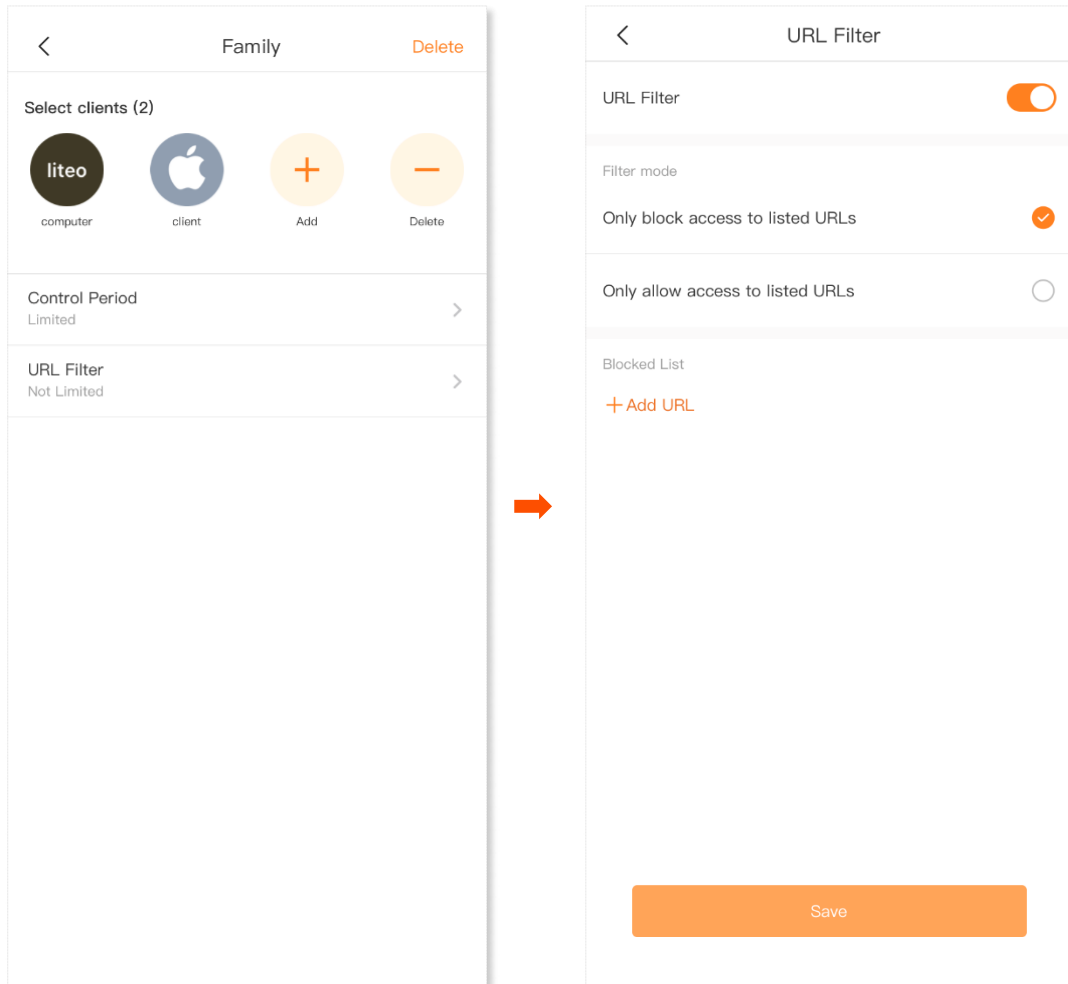 Family
Delete
Select clients (2)
liteo
computer
client
Add
Delete
Control Period
Limited
URL Filter
Not Limited
URL Filter
URL Filter
Filter mode
Only block access to listed URLs
Only allow access to listed URLs
Blocked List
+ Add URL
Save